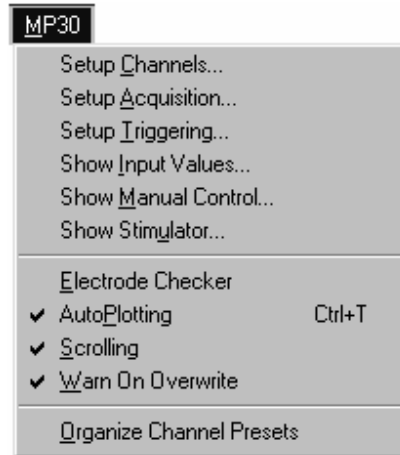 MP30
Setup Channels...
Setup Acquisition...
Setup Triggering...
Show Input Values...
Show Manual Control...
Show Stimulator...
Electrode Checker
AutoPlotting Ctrl+T
Scrolling
Warn On Overwrite
Organize Channel Presets